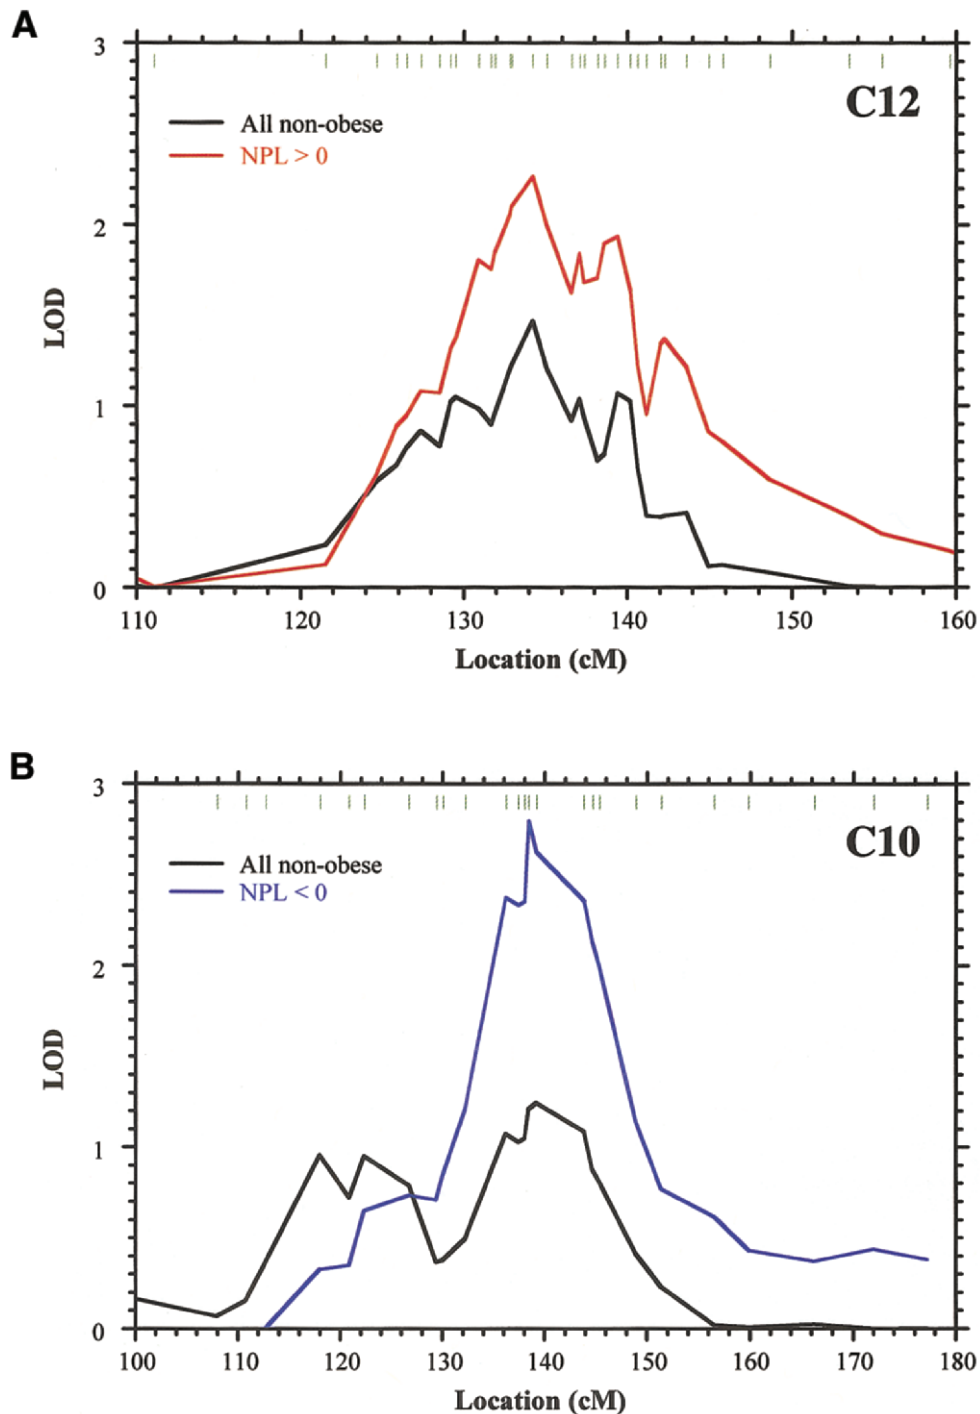 A
C12
All non-obese
NPL > 0
3
2
1
0
LOD
110 120 130 140 150 160
Location (cM)
B
C10
All non-obese
NPL < 0
3
2
1
0
LOD
100 110 120 130 140 150 160 170 180
Location (cM)